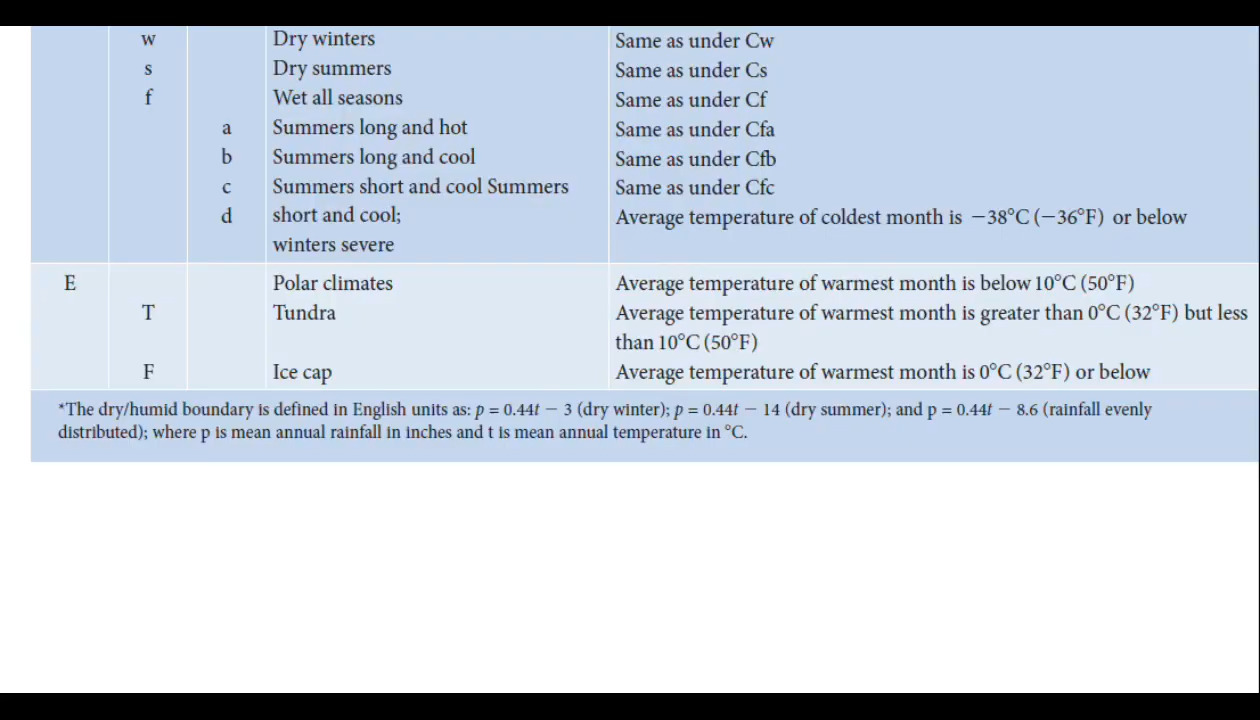 w Dry winters Same as under Cw
s Dry summers Same as under Cs
f Wet all seasons Same as under Cf
a Summers long and hot Same as under Cfa
b Summers long and cool Same as under Cfb
c Summers short and cool Summers Same as under Cfc
d short and cool; Average temperature of coldest month is −38°C (−36°F) or below
winters severe
E Polar climates Average temperature of warmest month is below 10°C (50°F)
T Tundra Average temperature of warmest month is greater than 0°C (32°F) but less
than 10°C (50°F)
F Ice cap Average temperature of warmest month is 0°C (32°F) or below
*The dry/humid boundary is defined in English units as: p = 0.44t − 3 (dry winter); p = 0.44t − 14 (dry summer); and p = 0.44t − 8.6 (rainfall evenly
distributed); where p is mean annual rainfall in inches and t is mean annual temperature in °C.